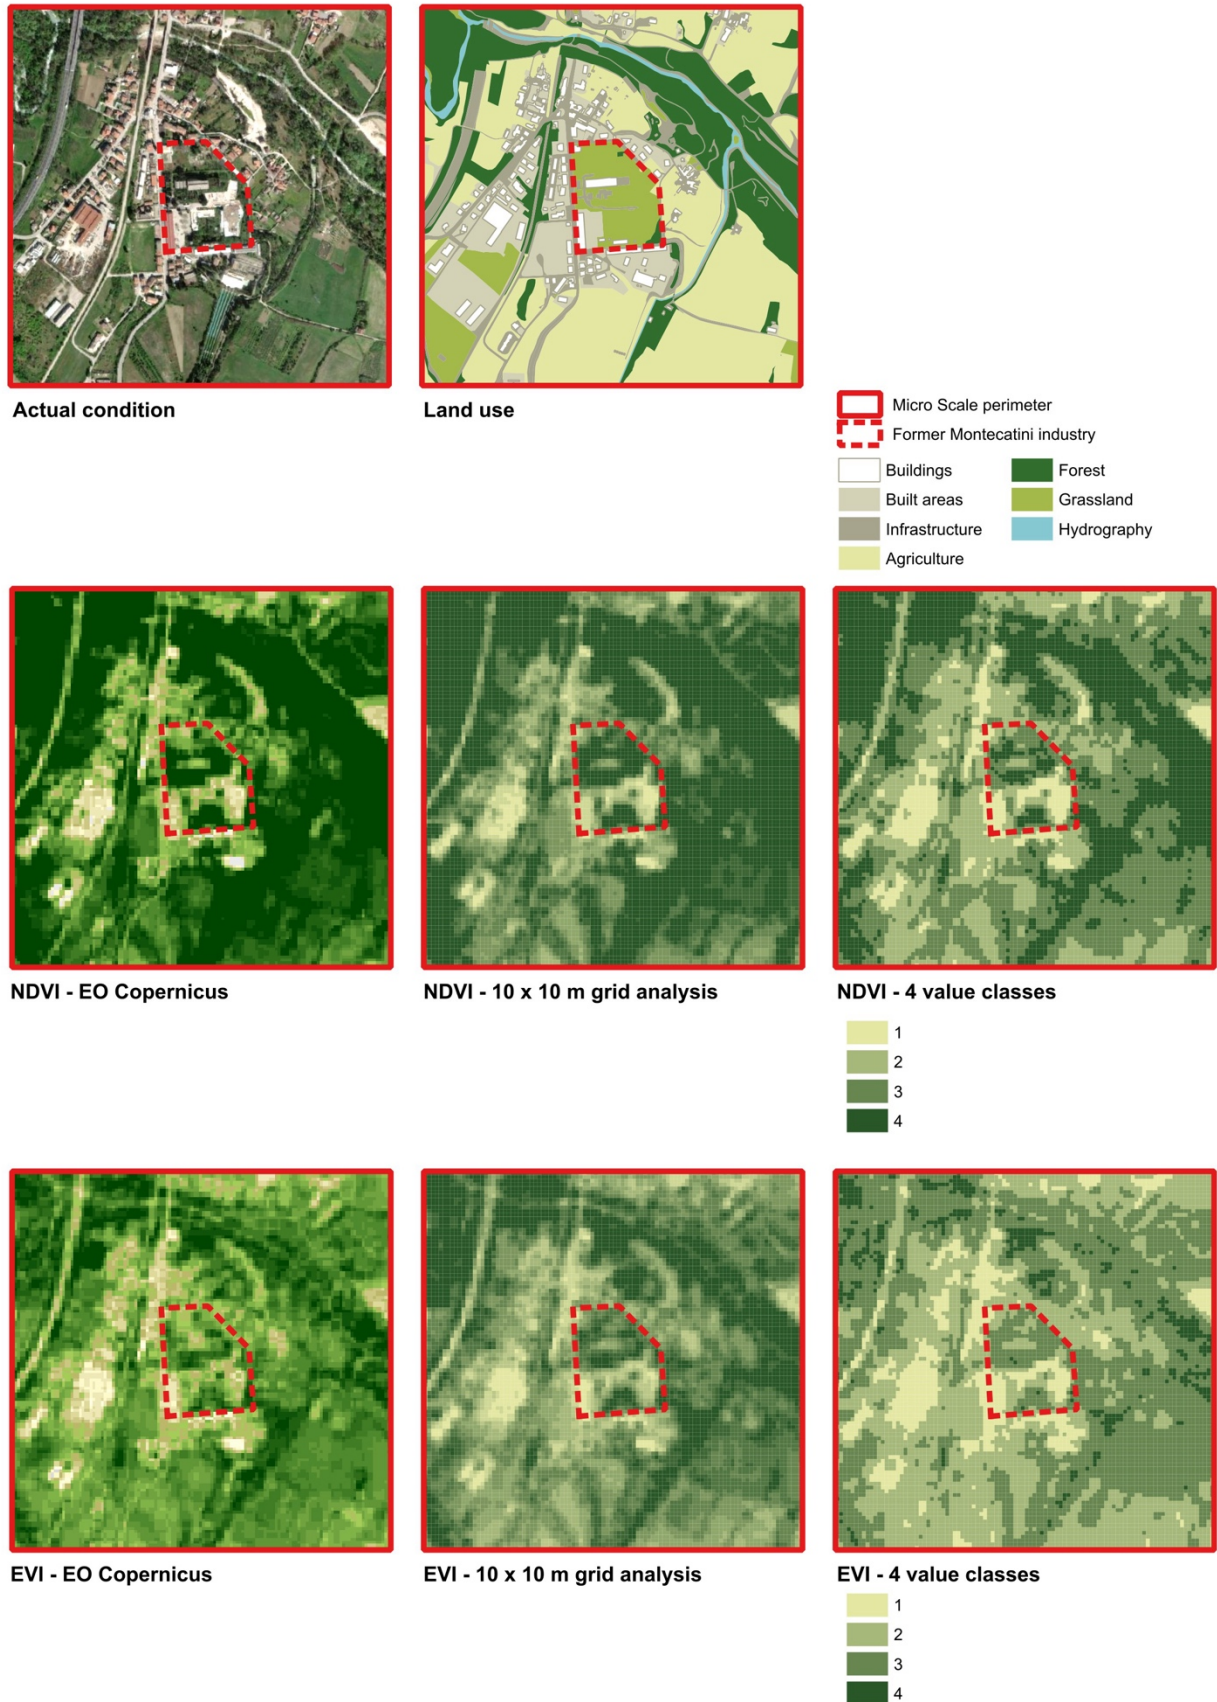 Actual condition
Land use
Micro Scale perimeter
Former Montecatini industry
Buildings
Forest
Built areas
Grassland
Infrastructure
Hydrography
Agriculture
NDVI - EO Copernicus
NDVI - 10 x 10 m grid analysis
NDVI - 4 value classes
1
2
3
4
EVI - EO Copernicus
EVI - 10 x 10 m grid analysis
EVI - 4 value classes
1
2
3
4